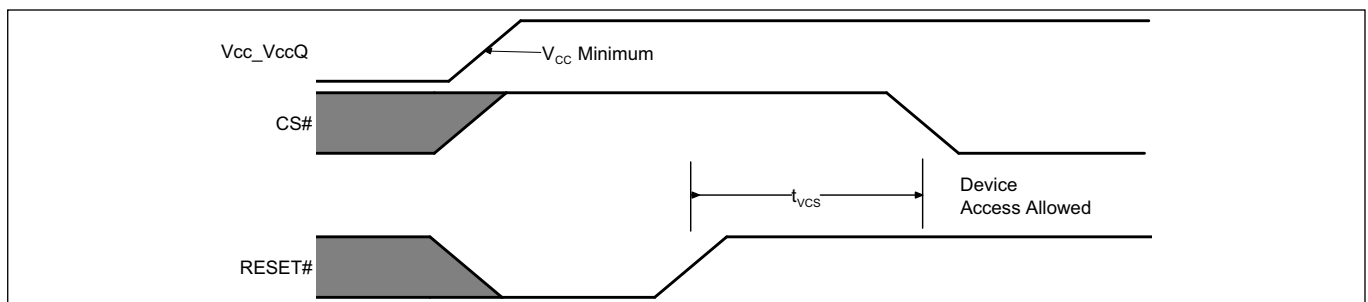 Vcc_VccQ
VCC Minimum
CS#
tVCS
Device
Access Allowed
RESET#